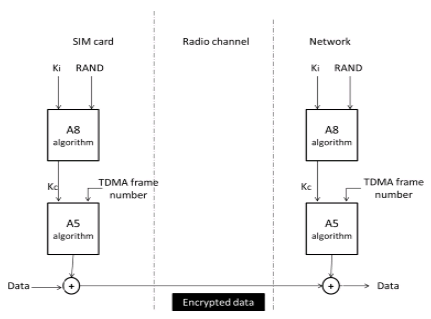 SIM card
Radio channel
Network
Ki RAND
Ki RAND
A8
algorithm
A8
algorithm
Kc
TDMA frame
number
Kc
TDMA frame
number
A5
algorithm
A5
algorithm
Data
+
+
Data
Encrypted data